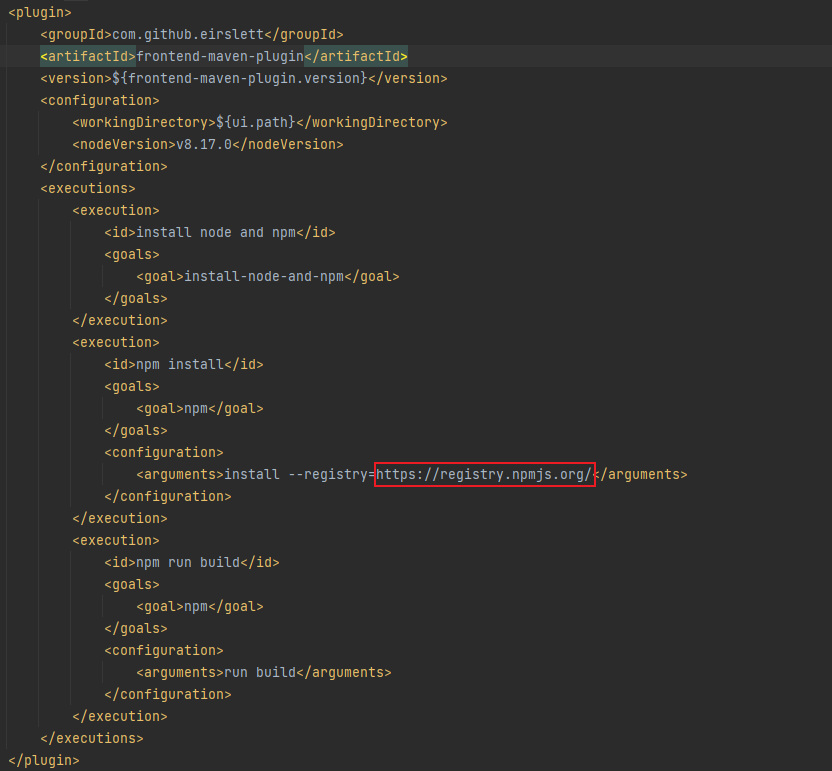 <plugin>
<groupId>com.github.eirslett</groupId>
<artifactId>frontend-maven-plugin</artifactId>
<version>${frontend-maven-plugin.version}</version>
<configuration>
<workingDirectory>${ui.path}</workingDirectory>
<nodeVersion>v8.17.0</nodeVersion>
</configuration>
<executions>
<execution>
<id>install node and npm</id>
<goals>
<goal>install-node-and-npm</goal>
</goals>
</execution>
<execution>
<id>npm install</id>
<goals>
<goal>npm</goal>
</goals>
<configuration>
<arguments>install --registry=https://registry.npmjs.org/</arguments>
</configuration>
</execution>
<execution>
<id>npm run build</id>
<goals>
<goal>npm</goal>
</goals>
<configuration>
<arguments>run build</arguments>
</configuration>
</execution>
</executions>
</plugin>